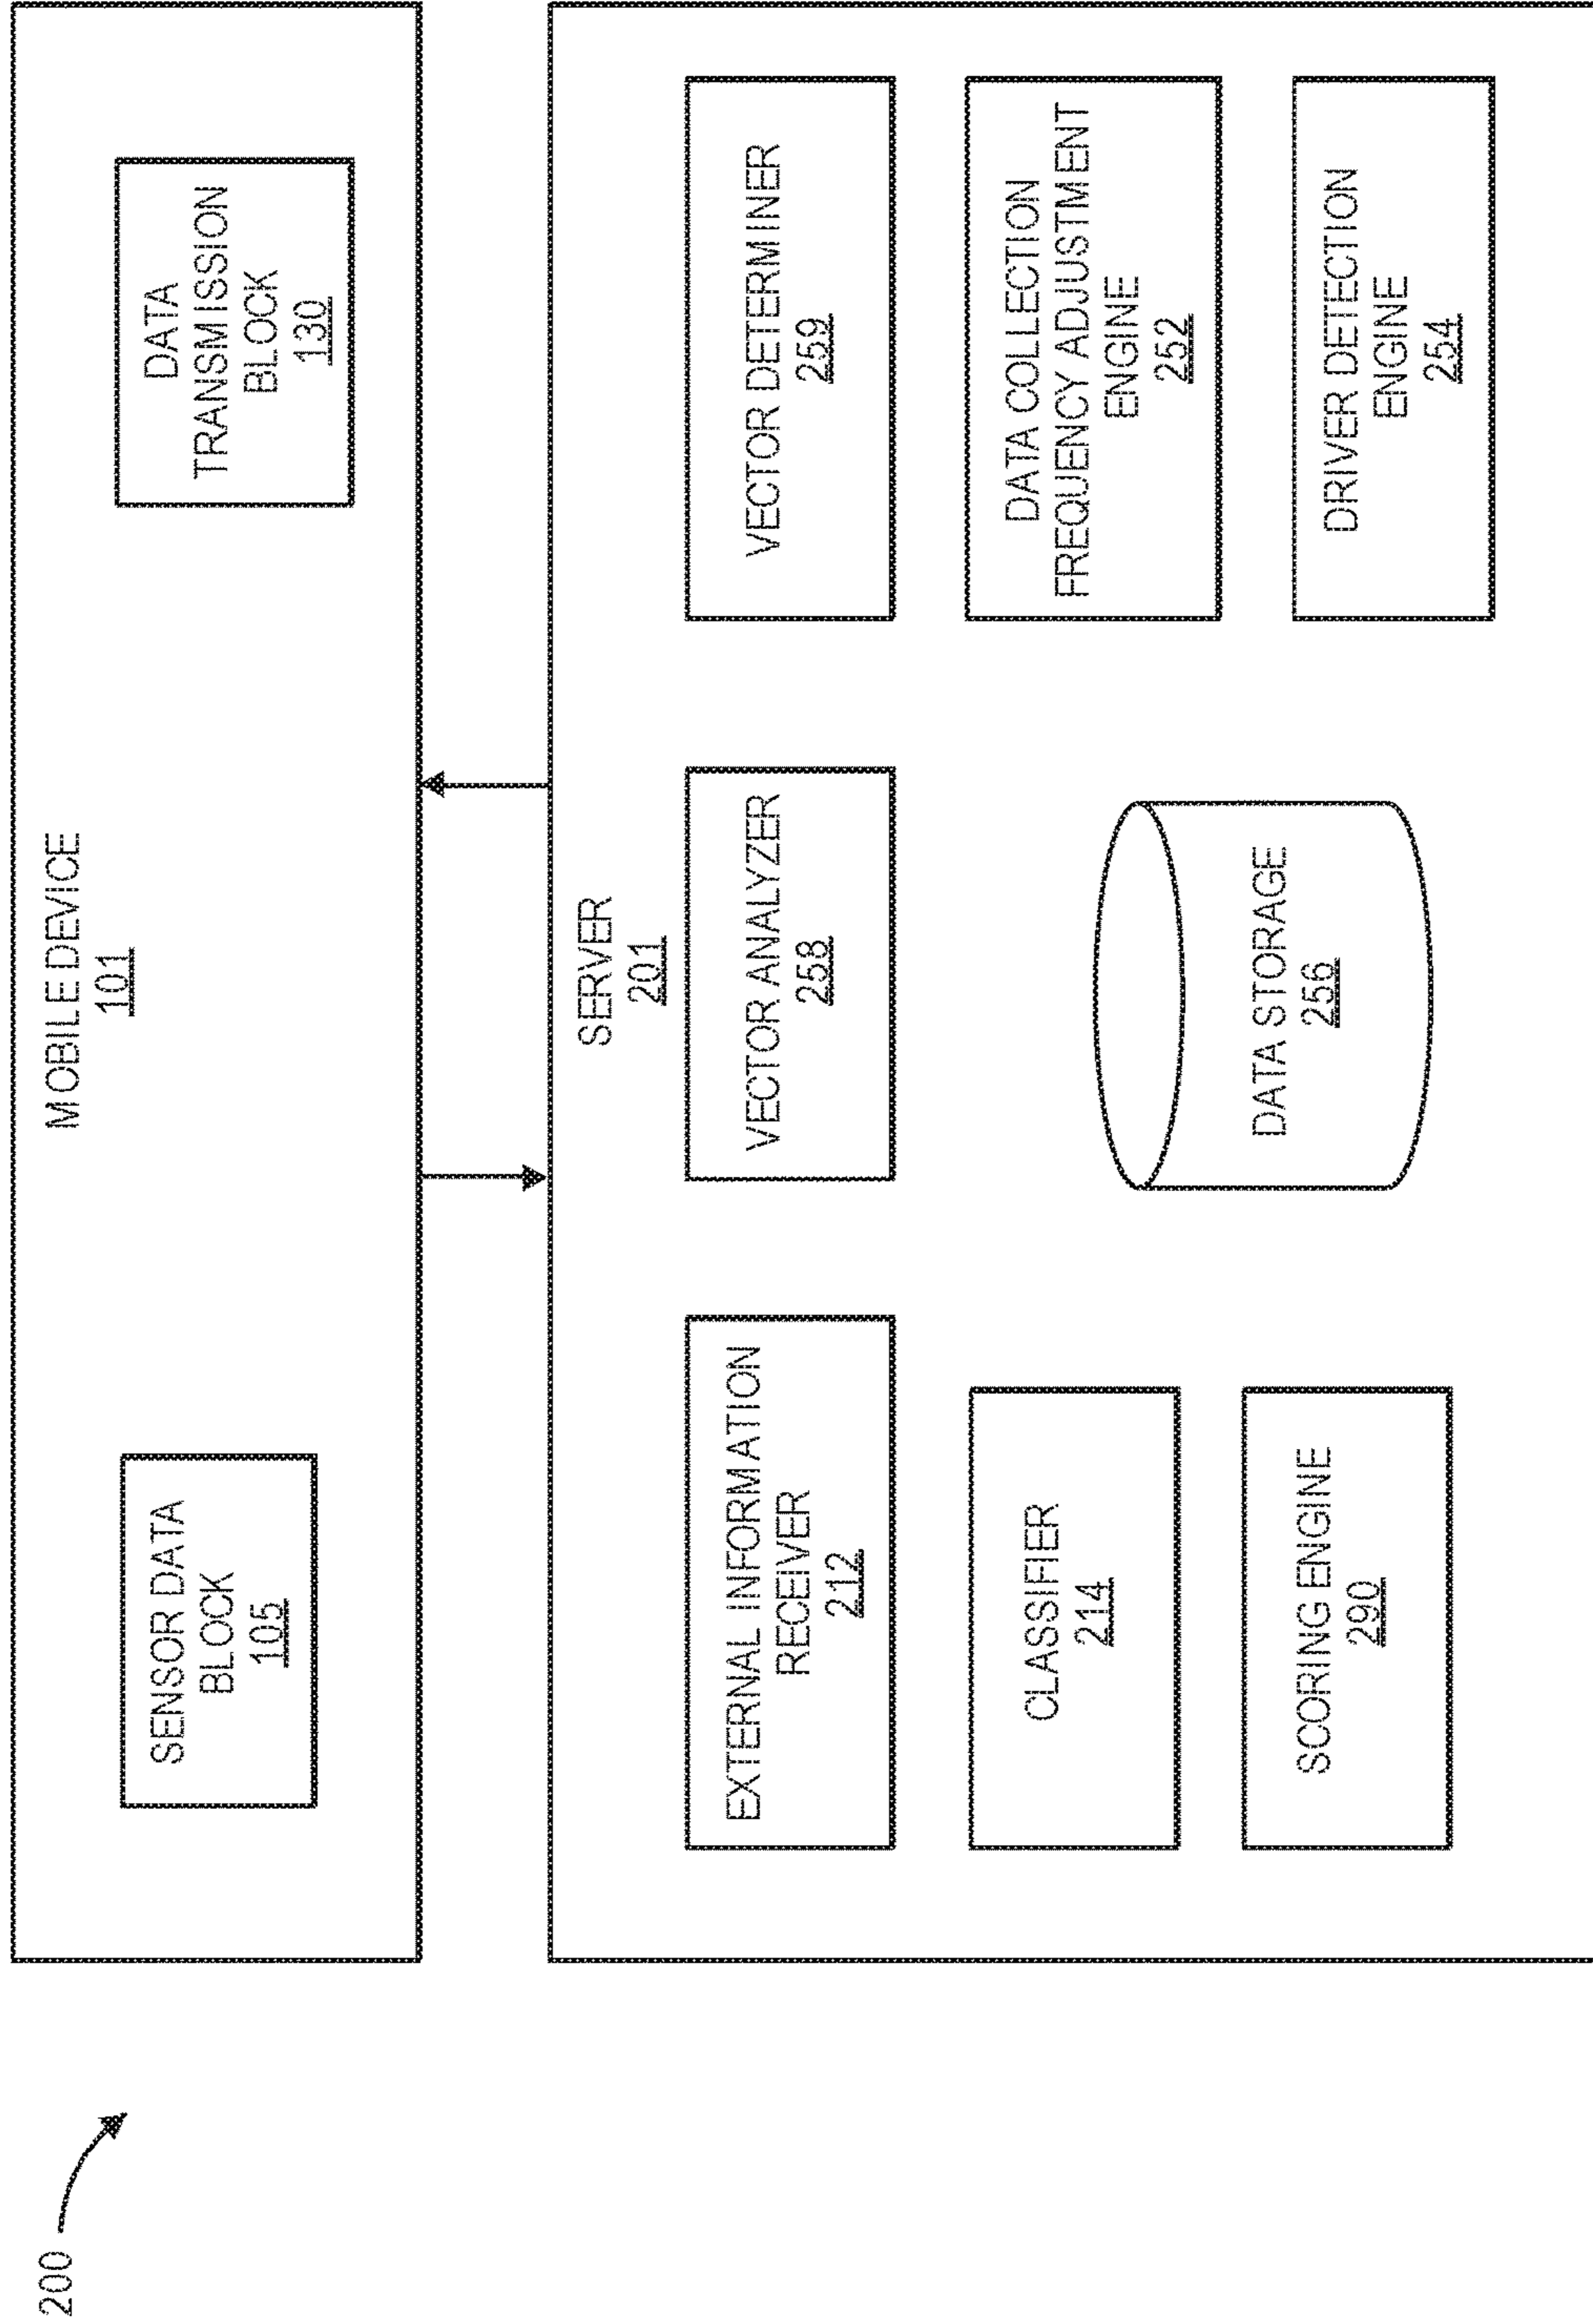 200
MOBILE DEVICE
101
SENSOR DATA
BLOCK
105
DATA
TRANSMISSION
BLOCK
130
SERVER
201
EXTERNAL INFORMATION
RECEIVER
212
VECTOR ANALYZER
258
VECTOR DETERMINER
259
CLASSIFIER
214
DATA COLLECTION
FREQUENCY ADJUSTMENT
ENGINE
252
SCORING ENGINE
290
DATA STORAGE
256
DRIVER DETECTION
ENGINE
254